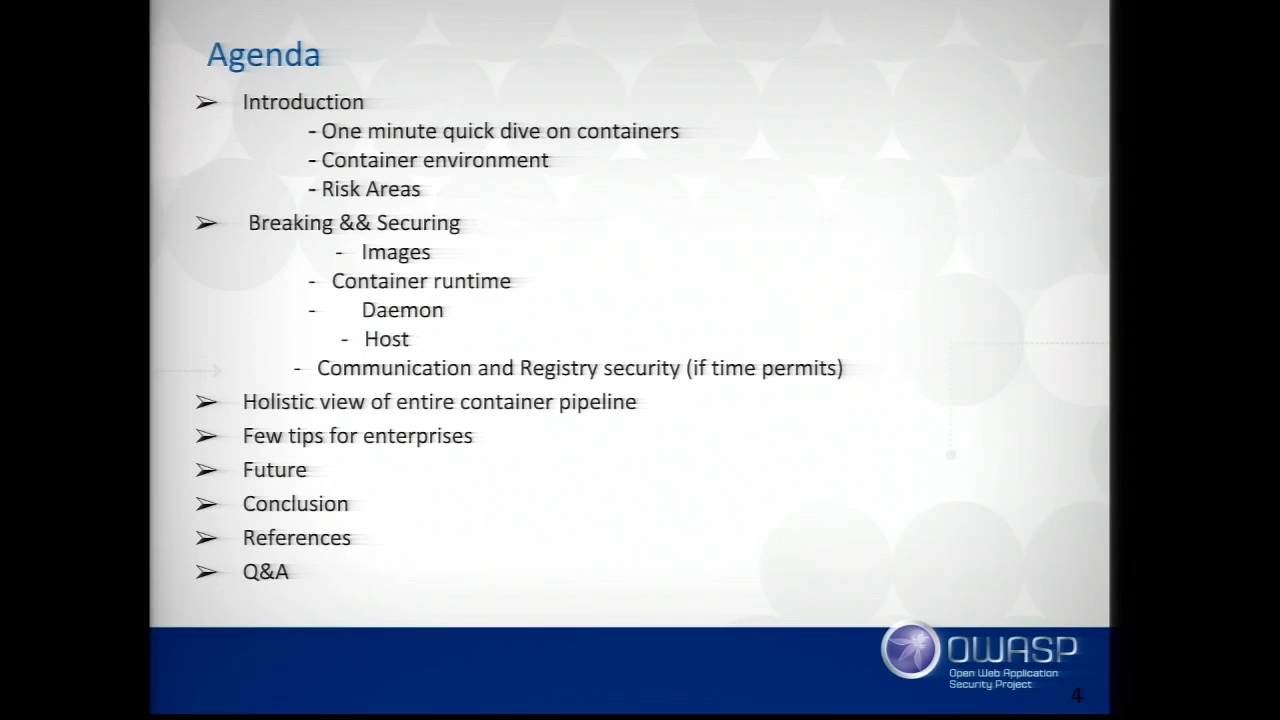 Agenda
➢ Introduction
- One minute quick dive on containers
- Container environment
- Risk Areas
➢ Breaking && Securing
- Images
- Container runtime
- Daemon
- Host
- Communication and Registry security (if time permits)
➢ Holistic view of entire container pipeline
➢ Few tips for enterprises
➢ Future
➢ Conclusion
➢ References
➢ Q&A
OWASP
Open Web Application
Security Project
4